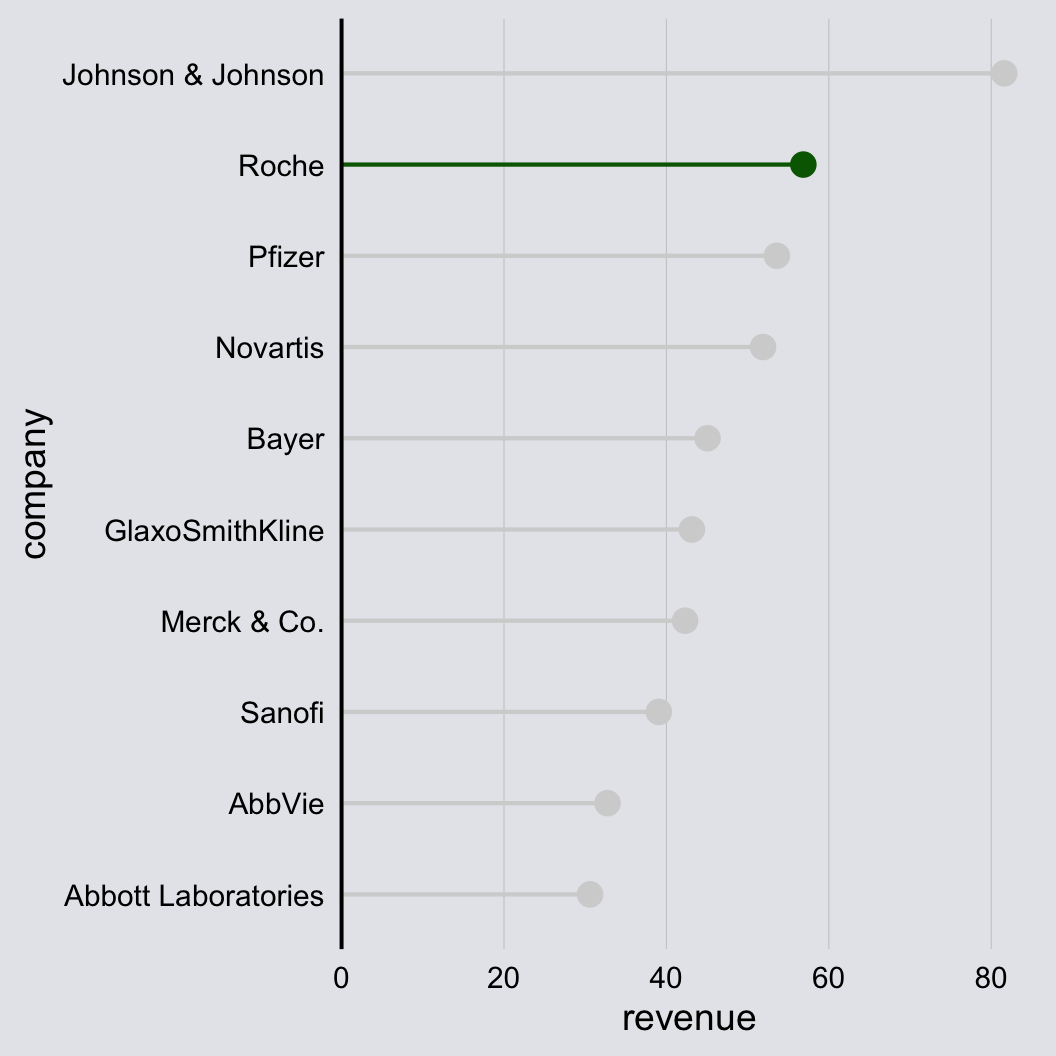 Johnson & Johnson
Roche
Pfizer
Novartis
Bayer
GlaxoSmithKline
Merck & Co.
Sanofi
AbbVie
Abbott Laboratories
company
0 20 40 60 80
revenue